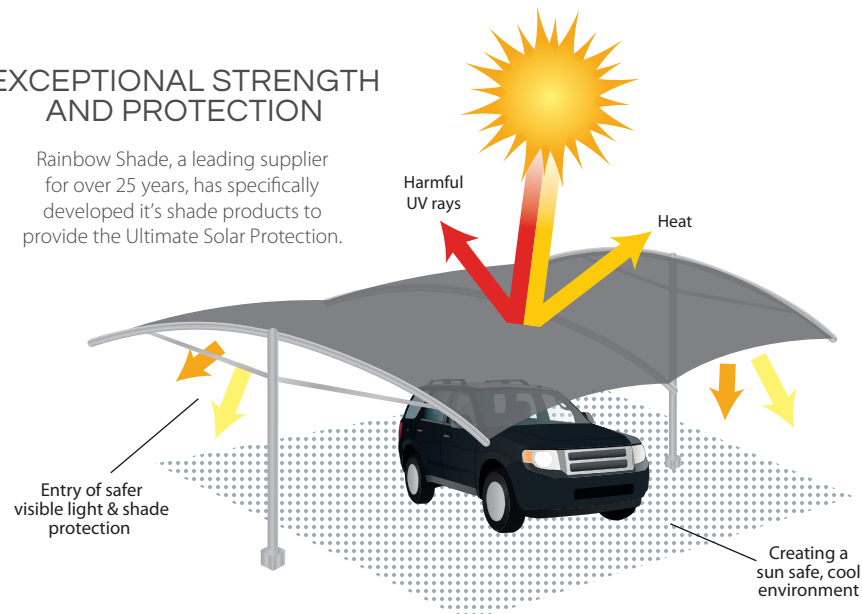 EXCEPTIONAL STRENGTH
AND PROTECTION
Rainbow Shade, a leading supplier
for over 25 years, has specifically
developed it's shade products to
provide the Ultimate Solar Protection.
Harmful
UV rays
Heat
Entry of safer
visible light & shade
protection
Creating a
sun safe, cool
environment